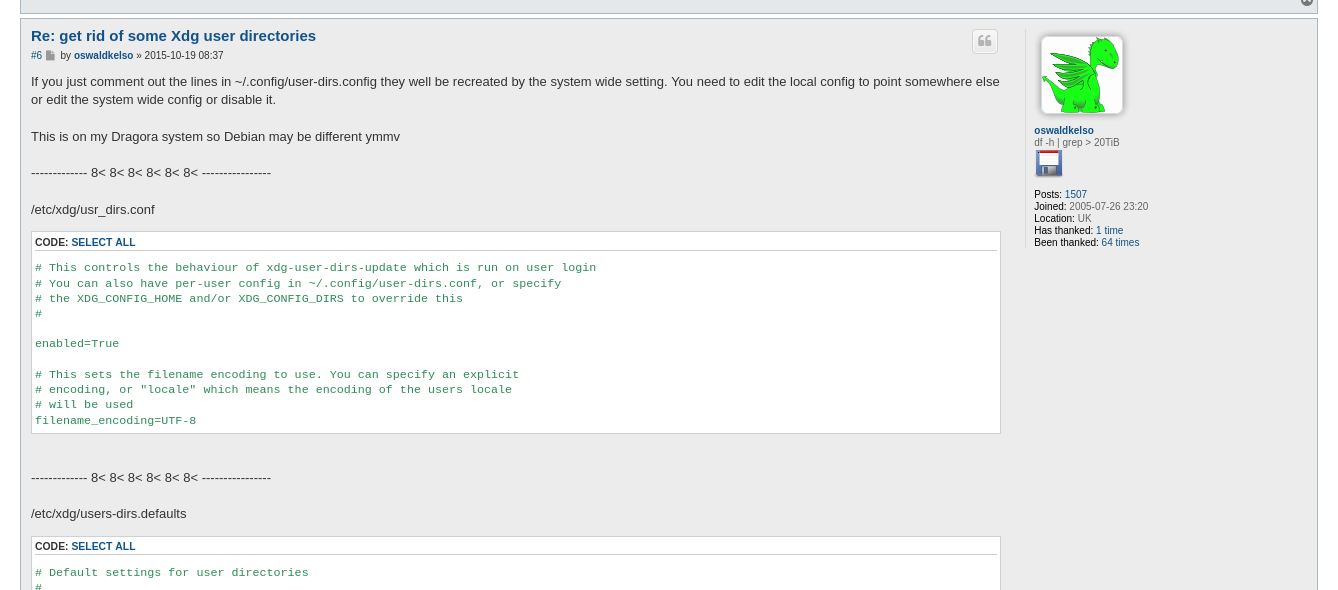 Re: get rid of some Xdg user directories
#6 by oswaldkelso » 2015-10-19 08:37
If you just comment out the lines in ~/.config/user-dirs.config they well be recreated by the system wide setting. You need to edit the local config to point somewhere else
or edit the system wide config or disable it.
This is on my Dragora system so Debian may be different ymmv
------------- 8< 8< 8< 8< 8< 8< ----------------
/etc/xdg/usr_dirs.conf
CODE: SELECT ALL
# This controls the behaviour of xdg-user-dirs-update which is run on user login
# You can also have per-user config in ~/.config/user-dirs.conf, or specify
# the XDG_CONFIG_HOME and/or XDG_CONFIG_DIRS to override this
#
enabled=True
# This sets the filename encoding to use. You can specify an explicit
# encoding, or "locale" which means the encoding of the users locale
# will be used
filename_encoding=UTF-8
------------- 8< 8< 8< 8< 8< 8< ----------------
/etc/xdg/users-dirs.defaults
CODE: SELECT ALL
# Default settings for user directories
#
oswaldkelso
df -h | grep > 20TiB
Posts: 1507
Joined: 2005-07-26 23:20
Location: UK
Has thanked: 1 time
Been thanked: 64 times